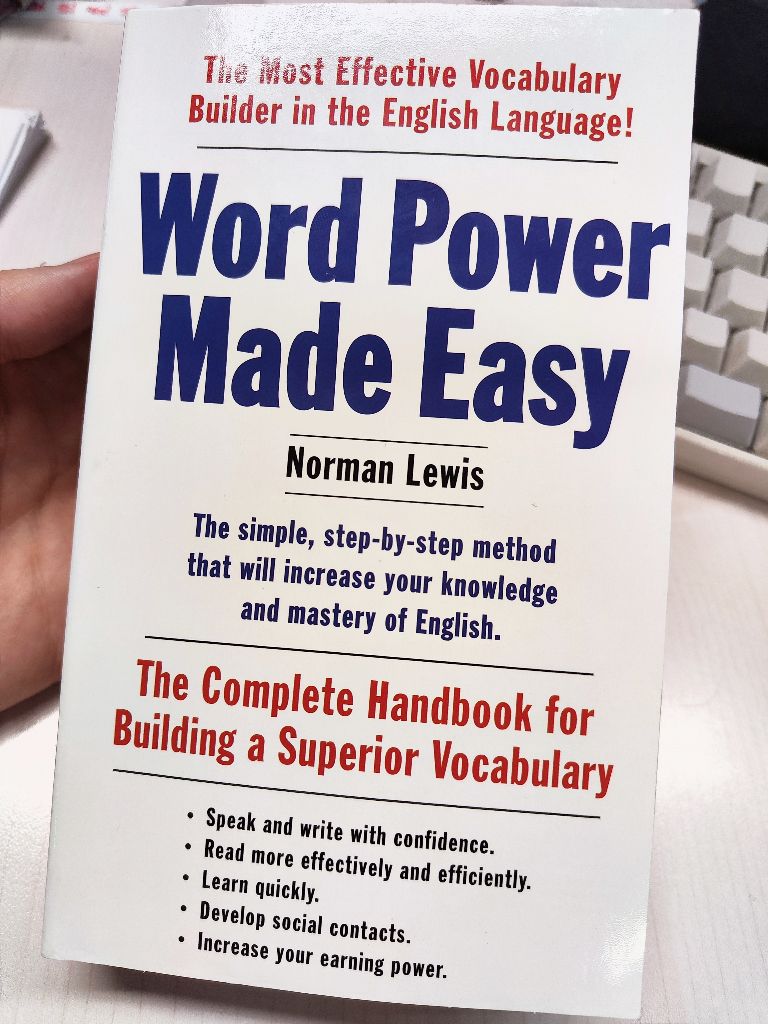 The Most Effective Vocabulary
Builder in the English Language!
Word Power
Made Easy
Norman Lewis
The simple, step-by-step method
that will increase your knowledge
and mastery of English.
The Complete Handbook for
Building a Superior Vocabulary
• Speak and write with confidence.
• Read more effectively and efficiently.
• Learn quickly.
• Develop social contacts.
• Increase your earning power.